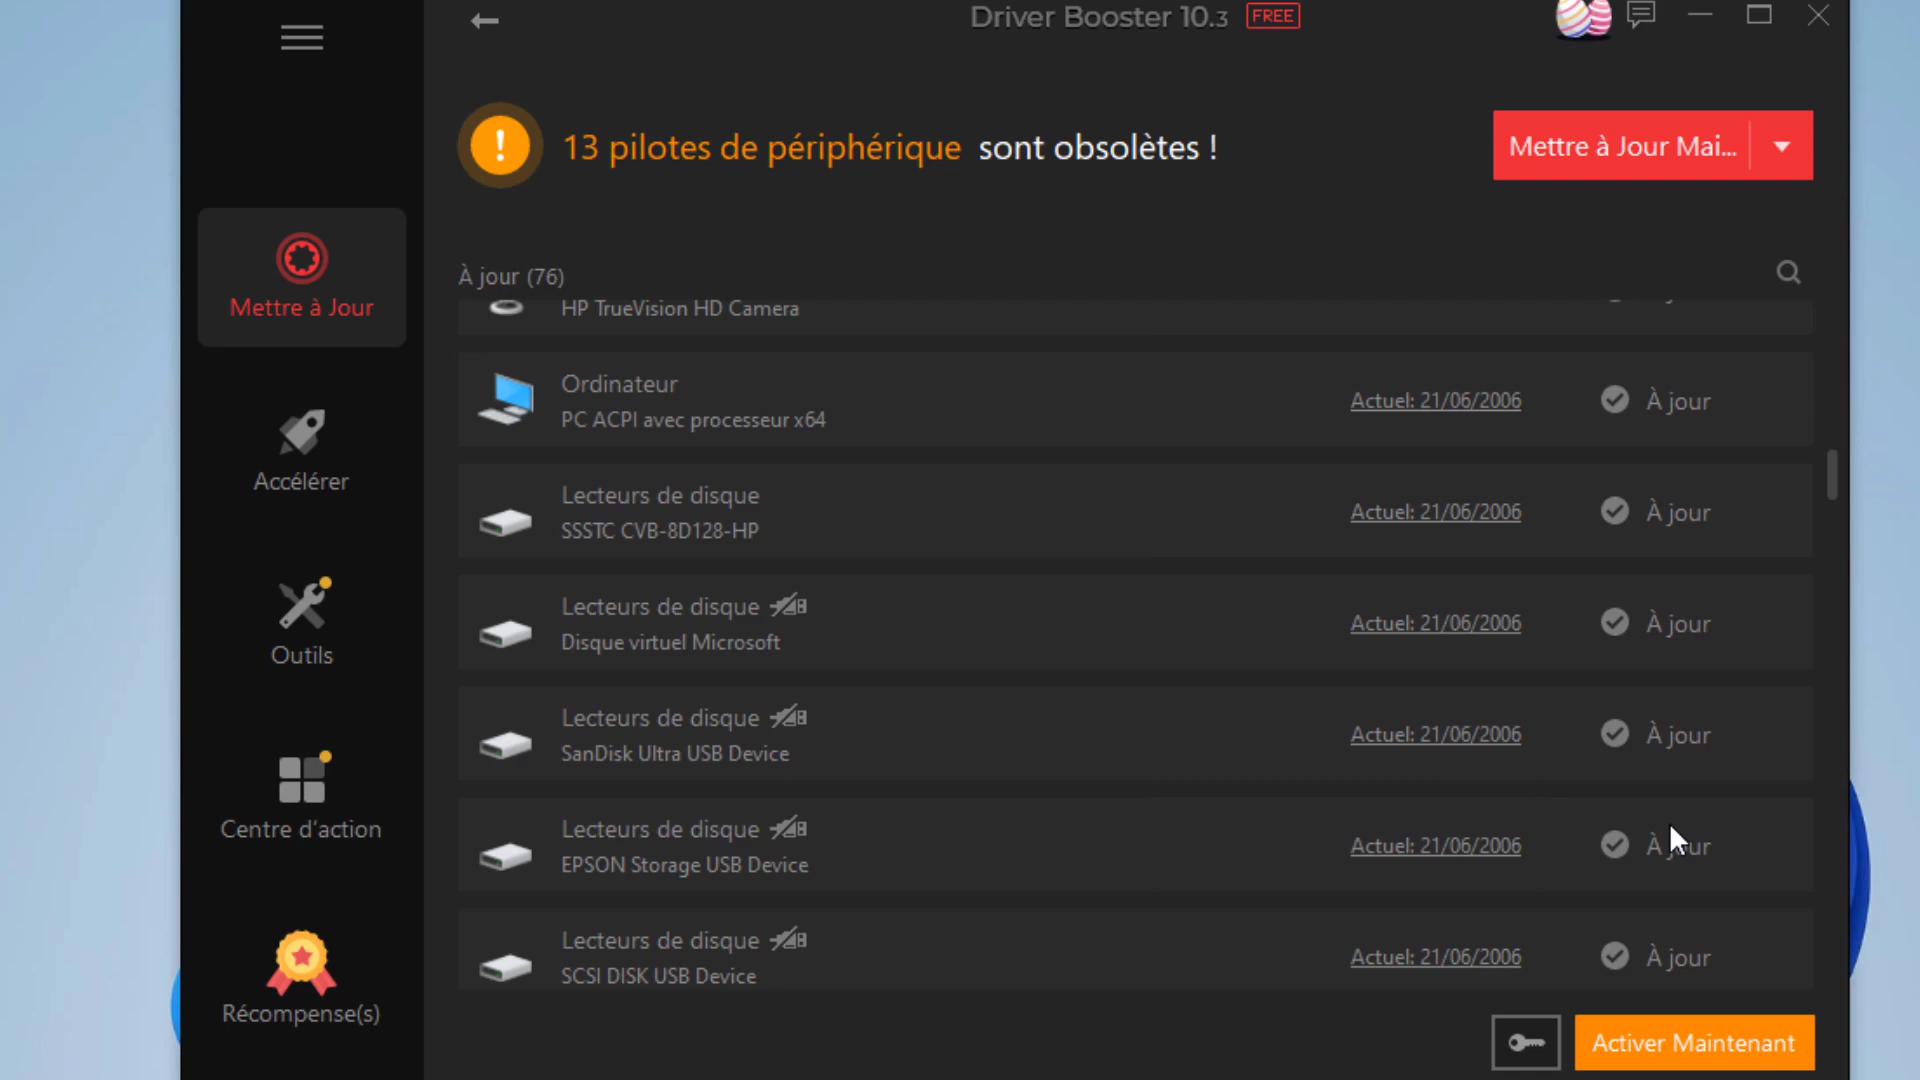 Driver Booster 10.3 FREE
13 pilotes de périphérique sont obsolètes !
Mettre à Jour Mai...
À jour (76)
HP TrueVision HD Camera
Ordinateur
PC ACPI avec processeur x64
Actuel: 21/06/2006
À jour
Lecteurs de disque
SSSTC CVB-8D128-HP
Actuel: 21/06/2006
À jour
Lecteurs de disque
Disque virtuel Microsoft
Actuel: 21/06/2006
À jour
Lecteurs de disque
SanDisk Ultra USB Device
Actuel: 21/06/2006
À jour
Lecteurs de disque
EPSON Storage USB Device
Actuel: 21/06/2006
À jour
Lecteurs de disque
SCSI DISK USB Device
Actuel: 21/06/2006
À jour
Mettre à Jour
Accélérer
Outils
Centre d'action
Récompense(s)
Activer Maintenant